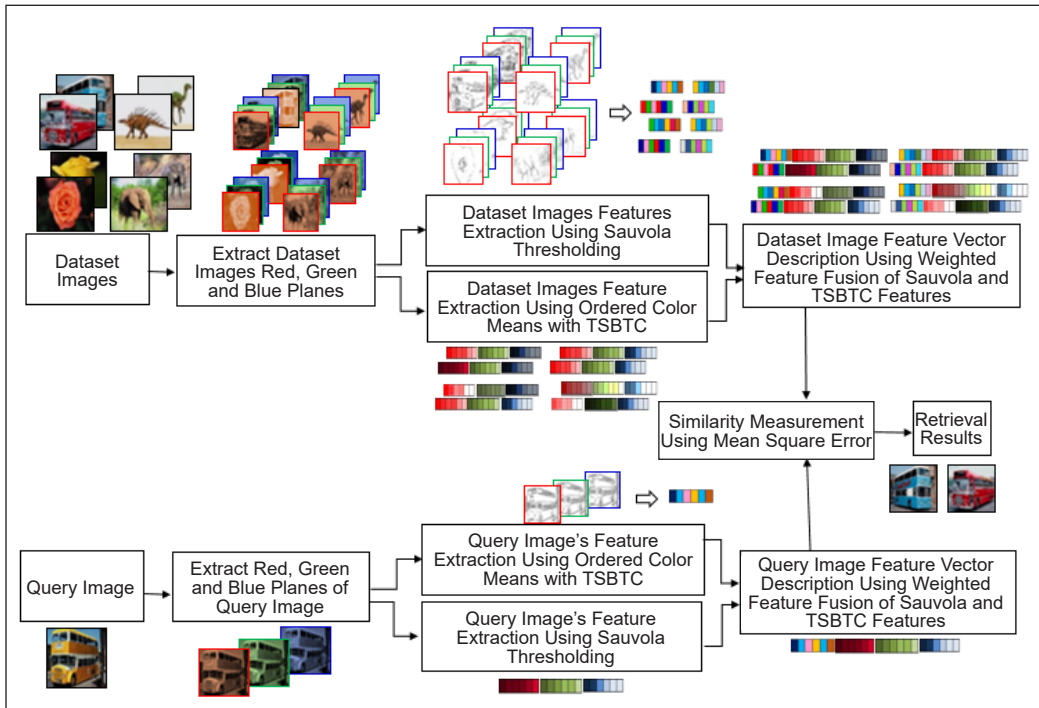 Dataset
Images
Extract Dataset
Images Red, Green
and Blue Planes
Dataset Images Features
Extraction Using Sauvola
Thresholding
Dataset Images Feature
Extraction Using Ordered Color
Means with TSBTC
Dataset Image Feature Vector
Description Using Weighted
Feature Fusion of Sauvola and
TSBTC Features
Similarity Measurement
Using Mean Square Error
Retrieval
Results
Query Image
Extract Red, Green
and Blue Planes of
Query Image
Query Image's Feature
Extraction Using Ordered Color
Means with TSBTC
Query Image's Feature
Extraction Using Sauvola
Thresholding
Query Image Feature Vector
Description Using Weighted
Feature Fusion of Sauvola and
TSBTC Features